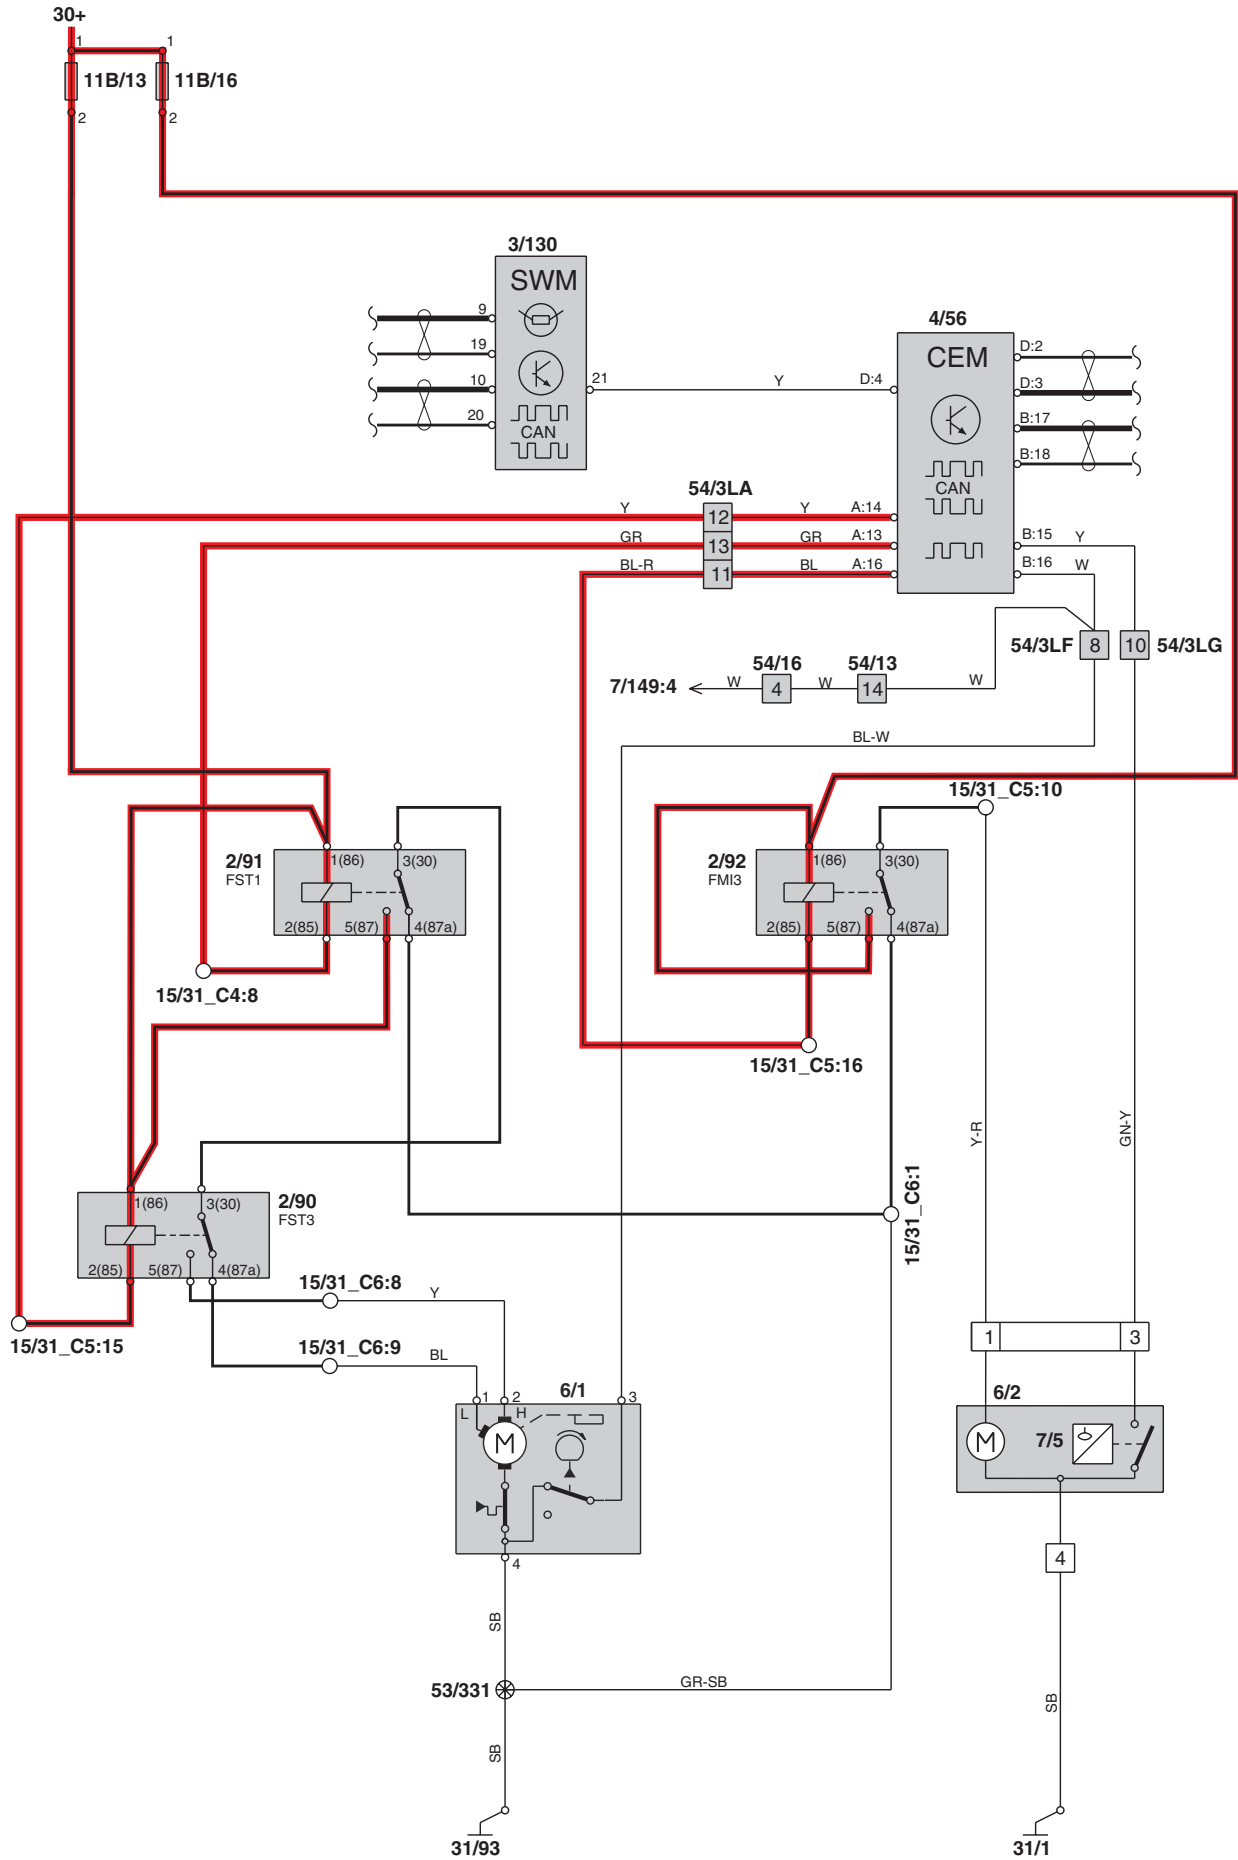 30+
1 1
11B/13 11B/16
2 2
3/130
SWM
9
19
10 21 Y D:4
20
CAN
4/56
CEM
D:2
D:3
B:17
B:18
CAN
54/3LA
Y 12 Y A:14
GR 13 GR A:13
BL-R 11 BL A:16
B:15 Y
B:16 W
54/3LF 8 10 54/3LG
54/16 54/13
7/149:4 W 4 W 14 W
BL-W
15/31_C5:10
2/91
FST1
1(86) 3(30)
2(85) 5(87) 4(87a)
2/92
FMI3
1(86) 3(30)
2(85) 5(87) 4(87a)
15/31_C4:8
15/31_C5:16
Y-R
GN-Y
15/31_C6:1
2/90
FST3
1(86) 3(30)
2(85) 5(87) 4(87a)
15/31_C6:8
Y
15/31_C5:15
15/31_C6:9
BL
1 3
6/1
1 2 3
L H
M
4
6/2
M 7/5
4
SB
53/331
GR-SB
SB
SB
31/93
31/1